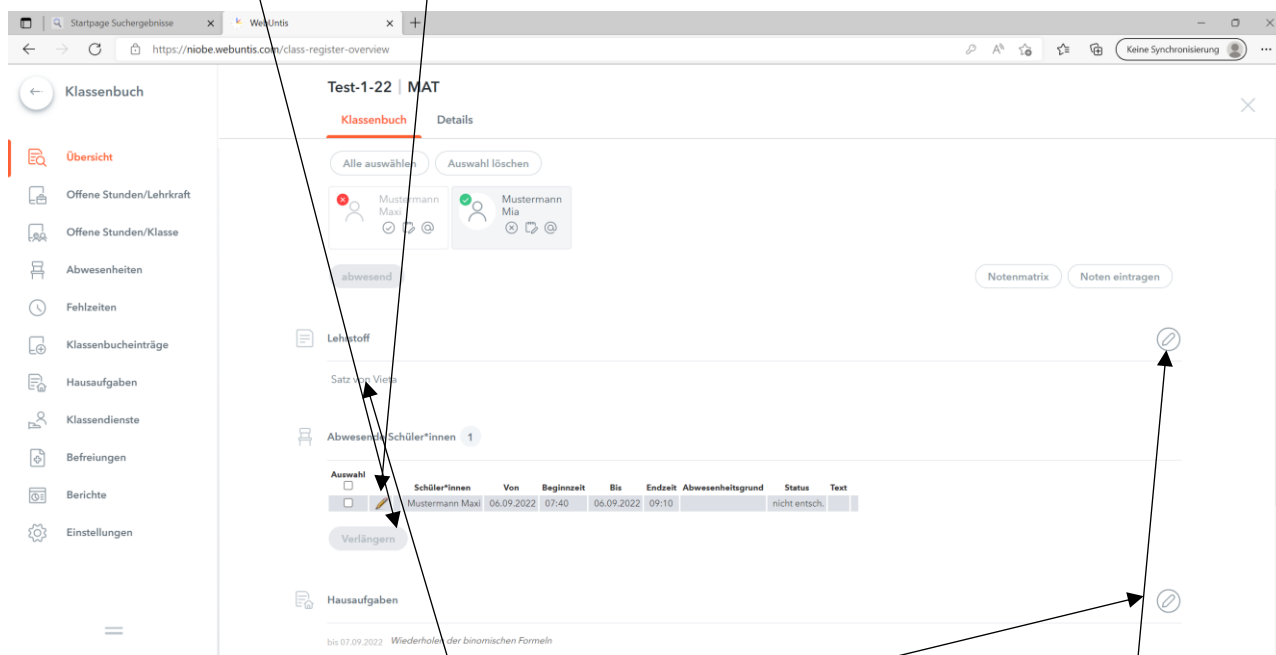 Startpage Suchergebnisse
WebUntis
https://niobe.webuntis.com/class-register-overview
Keine Synchronisierung
Klassenbuch
Test-1-22 | MAT
Klassenbuch Details
Übersicht
Offene Stunden/Lehrkraft
Offene Stunden/Klasse
Abwesenheiten
Fehlzeiten
Klassenbucheinträge
Hausaufgaben
Klassendienste
Befreiungen
Berichte
Einstellungen
Alle auswählen Auswahl löschen
Mustermann
Maxi
Mustermann
Mia
abwesend
Notenmatrix Noten eintragen
Lehrstoff
Satz von Vieta
Abwesende Schüler*innen 1
Auswahl
Schüler*innen Von Beginnzeit Bis Endzeit Abwesenheitsgrund Status Text
Mustermann Maxi 06.09.2022 07:40 06.09.2022 09:10 nicht entsch.
Verlängern
Hausaufgaben
bis 07.09.2022 Wiederholen der binomischen Formeln